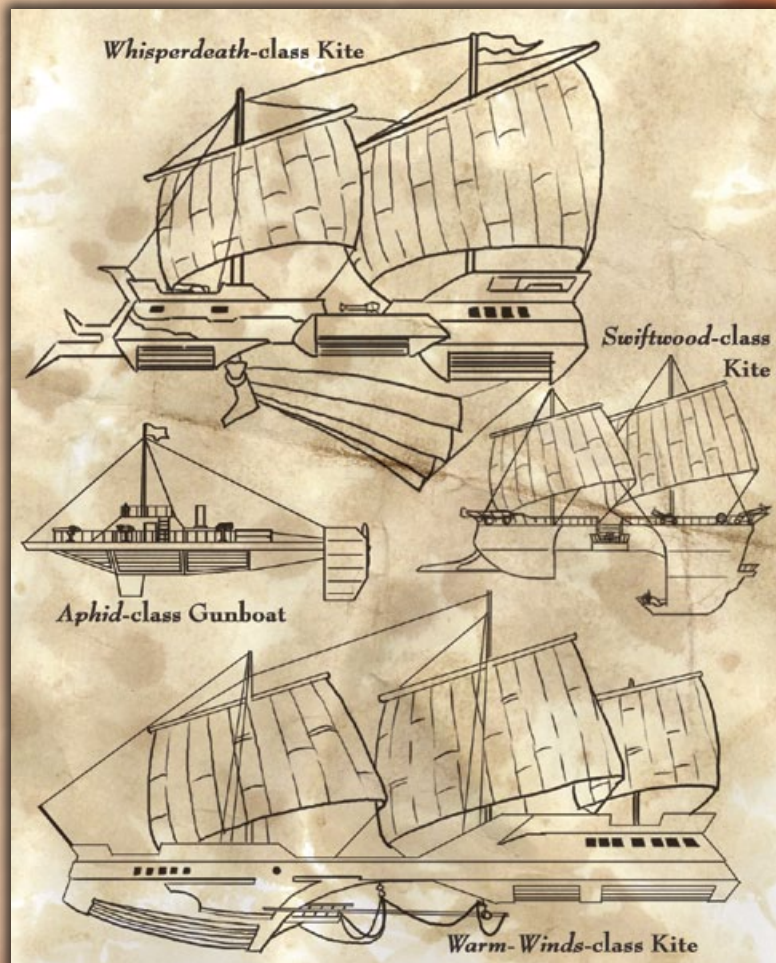 Whisperdeath-class Kite
Swiftwood-class
Kite
Aphid-class Gunboat
Warm-Winds-class Kite